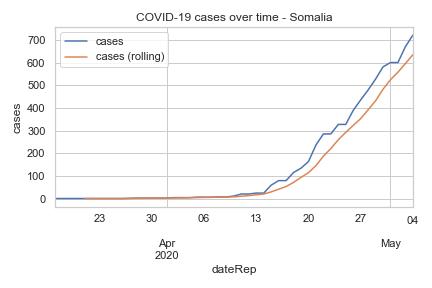 COVID-19 cases over time - Somalia
cases
cases (rolling)
cases
700
600
500
400
300
200
100
0
23 30 06 13 20 27 04
Apr May
2020
dateRep